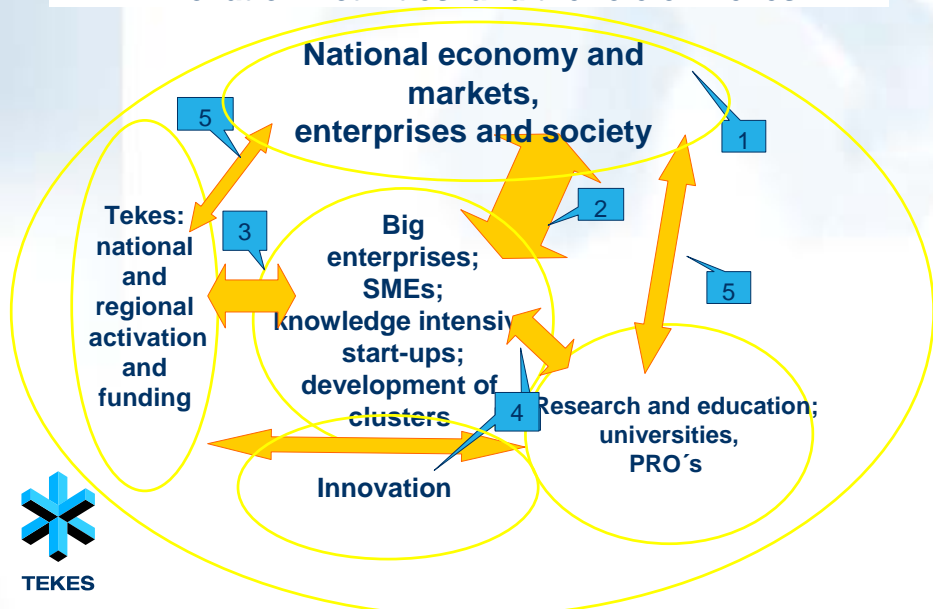 National economy and
markets,
enterprises and society
5
1
Tekes:
national
and
regional
activation
and
funding
3
Big
enterprises;
SMEs;
knowledge intensiv
start-ups;
development of
clusters
2
5
4
Research and education;
universities,
PRO´s
Innovation
TEKES